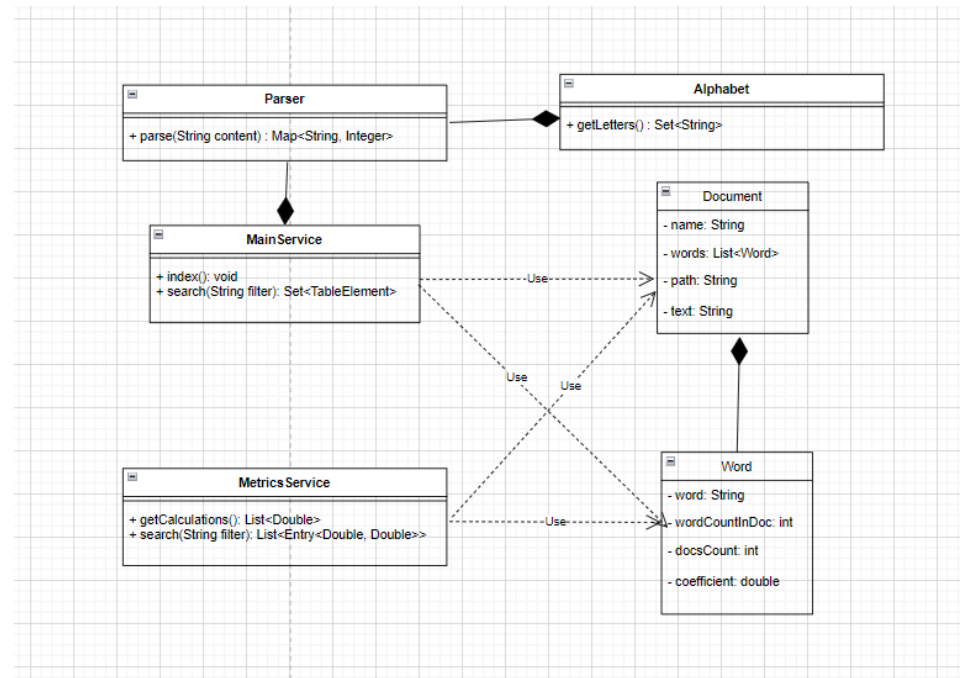 Parser
+ parse(String content) : Map<String, Integer>
Alphabet
+ getLetters() : Set<String>
MainService
+ index(): void
+ search(String filter): Set<TableElement>
Document
- name: String
- words: List<Word>
- path: String
- text: String
Use
Use
Use
MetricsService
+ getCalculations(): List<Double>
+ search(String filter): List<Entry<Double, Double>>
Use
Word
- word: String
- wordCountInDoc: int
- docsCount: int
- coefficient: double